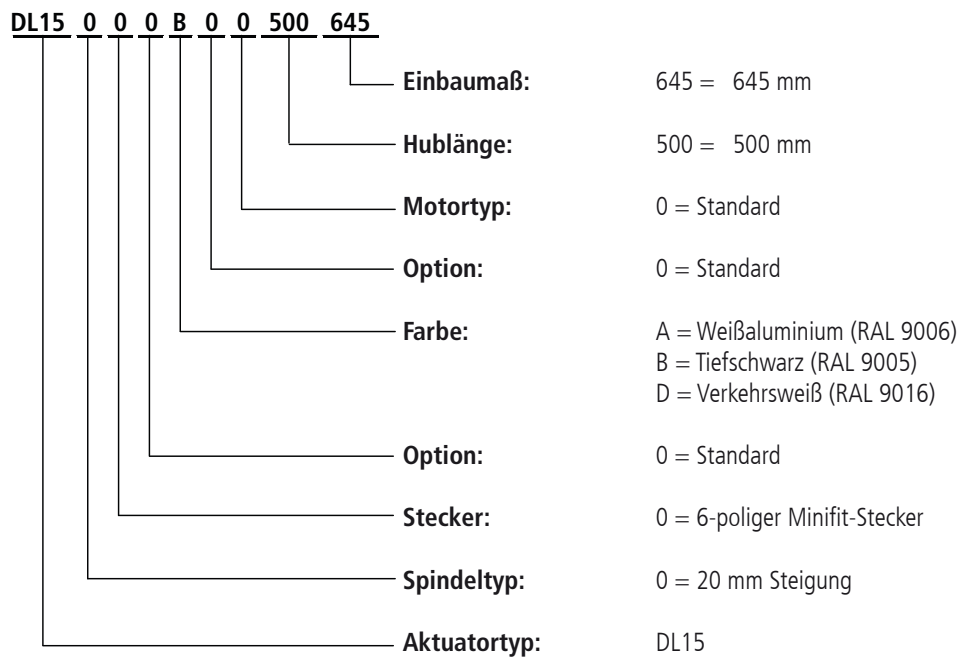 DL15 0 0 0 B 0 0 500 645
Einbaumaß: 645 = 645 mm
Hublänge: 500 = 500 mm
Motortyp: 0 = Standard
Option: 0 = Standard
Farbe: A = Weißaluminium (RAL 9006)
B = Tiefschwarz (RAL 9005)
D = Verkehrsweiß (RAL 9016)
Option: 0 = Standard
Stecker: 0 = 6-poliger Minifit-Stecker
Spindeltyp: 0 = 20 mm Steigung
Aktuatortyp: DL15